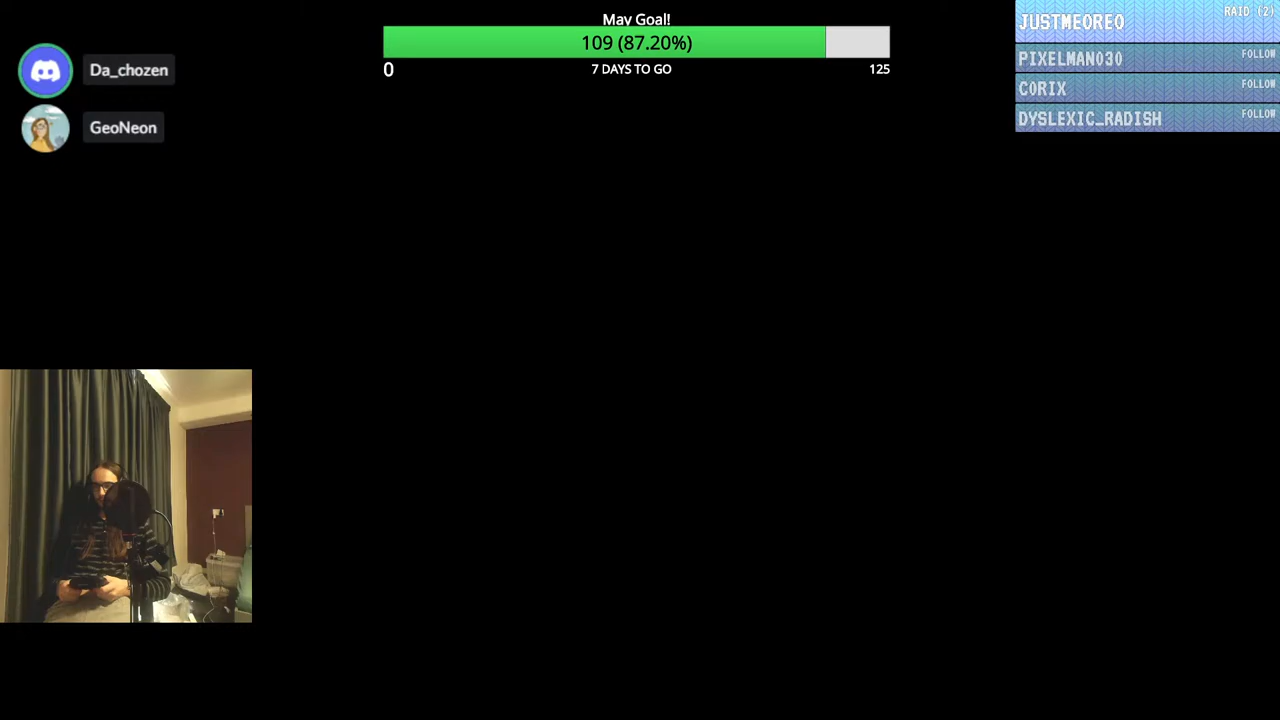 May Goal!
109 (87.20%)
0
7 DAYS TO GO
125
Da_chozen
GeoNeon
JUSTMEOREO
RAID (2)
PIXELMAN030
FOLLOW
C0RIX
FOLLOW
DYSLEXIC_RADISH
FOLLOW